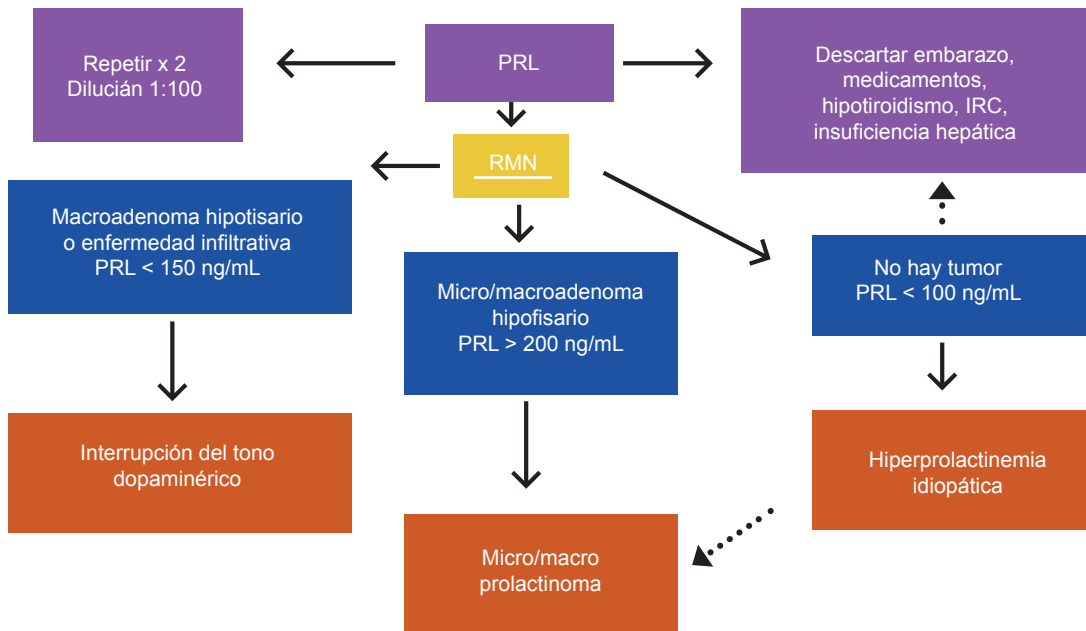 Repetir x 2
Dilucián 1:100
PRL
Descartar embarazo,
medicamentos,
hipotiroidismo, IRC,
insuficiencia hepática
RMN
Macroadenoma hipotisario
o enfermedad infiltrativa
PRL < 150 ng/mL
Micro/macroadenoma
hipofisario
PRL > 200 ng/mL
No hay tumor
PRL < 100 ng/mL
Interrupción del tono
dopaminérico
Micro/macro
prolactinoma
Hiperprolactinemia
idiopática